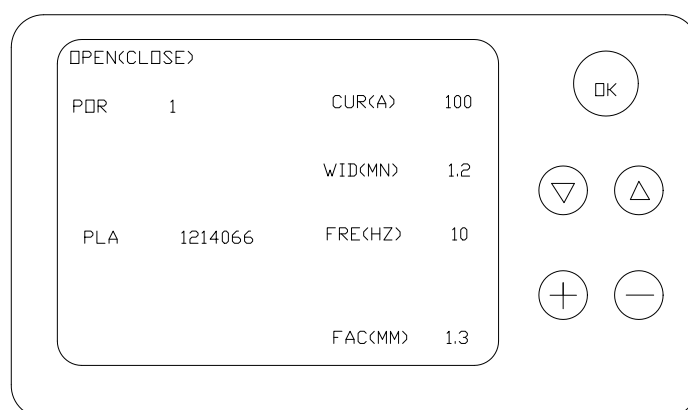 OPEN(CLOSE)
POR 1 CUR(A) 100
WID(MN) 1.2
PLA 1214066 FRE(HZ) 10
FAC(MM) 1.3
OK